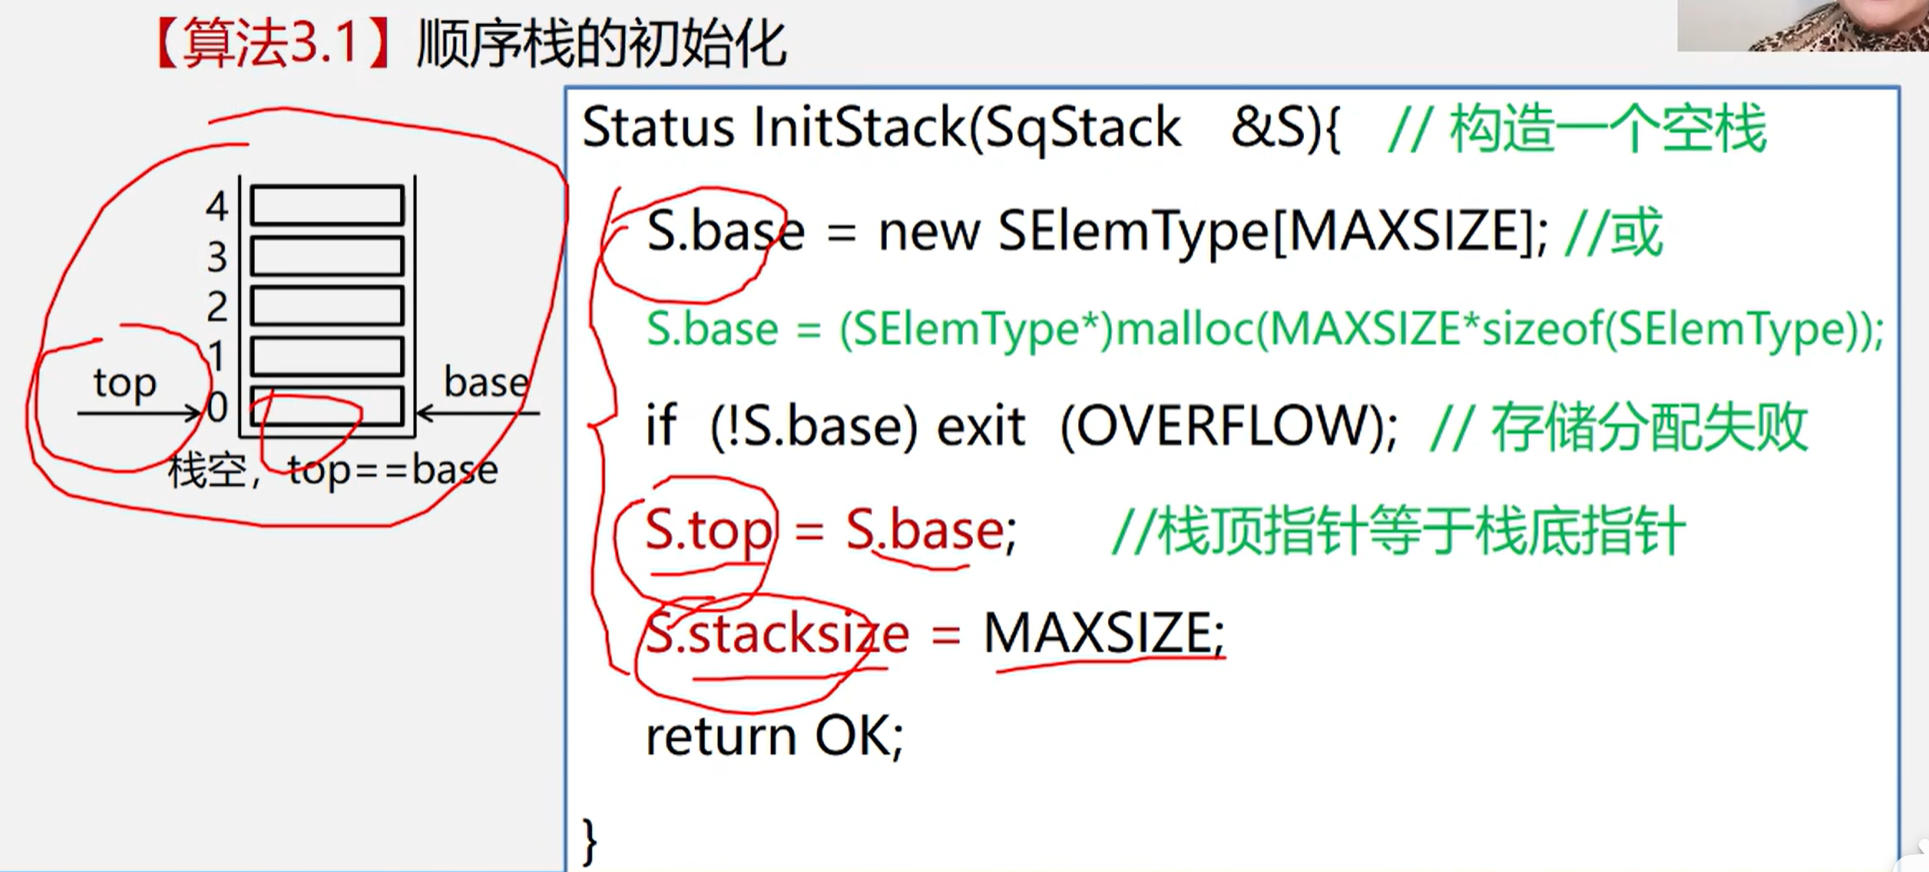 【算法3.1】顺序栈的初始化
4
3
2
1
0
top
base
栈空，top==base
Status InitStack(SqStack &S){ // 构造一个空栈
S.base = new SElemType[MAXSIZE]; //或
S.base = (SElemType*)malloc(MAXSIZE*sizeof(SElemType));
if (!S.base) exit (OVERFLOW); // 存储分配失败
S.top = S.base; //栈顶指针等于栈底指针
S.stacksize = MAXSIZE;
return OK;
}